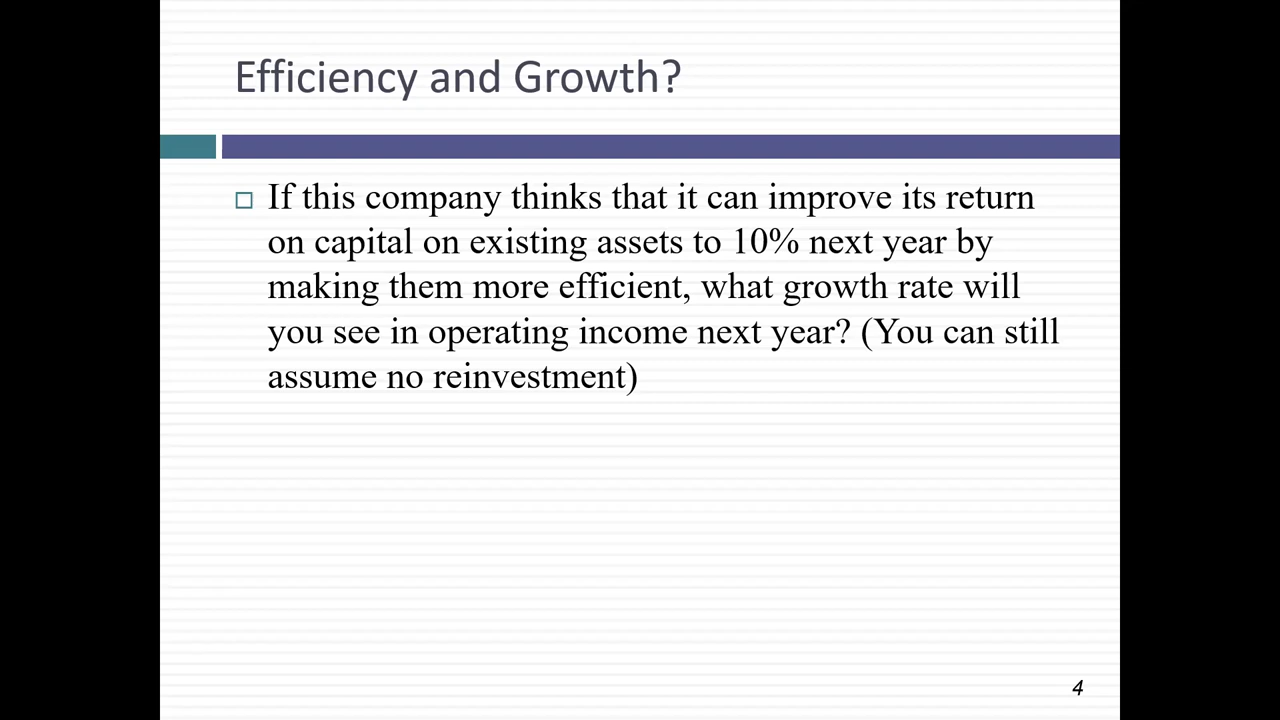 Efficiency and Growth?
If this company thinks that it can improve its return
on capital on existing assets to 10% next year by
making them more efficient, what growth rate will
you see in operating income next year? (You can still
assume no reinvestment)
4